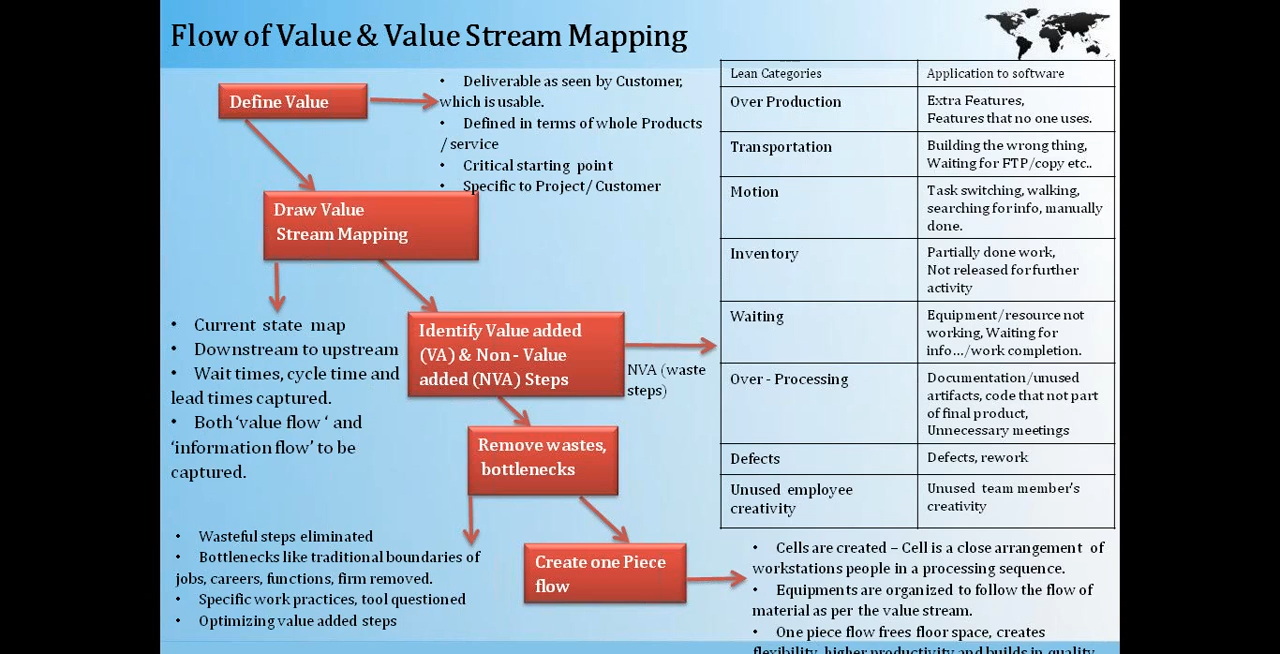 Flow of Value & Value Stream Mapping
Define Value
• Deliverable as seen by Customer,
which is usable.
• Defined in terms of whole Products
/ service
• Critical starting point
• Specific to Project/ Customer
Draw Value
Stream Mapping
• Current state map
• Downstream to upstream
• Wait times, cycle time and
lead times captured.
• Both ‘value flow ‘ and
‘information flow’ to be
captured.
Identify Value added
(VA) & Non - Value
added (NVA) Steps
NVA (waste
steps)
Remove wastes,
bottlenecks
• Wasteful steps eliminated
• Bottlenecks like traditional boundaries of
jobs, careers, functions, firm removed.
• Specific work practices, tool questioned
• Optimizing value added steps
Create one Piece
flow
Lean Categories
Application to software
Over Production
Extra Features,
Features that no one uses.
Transportation
Building the wrong thing,
Waiting for FTP/copy etc..
Motion
Task switching, walking,
searching for info, manually
done.
Inventory
Partially done work,
Not released for further
activity
Waiting
Equipment/resource not
working, Waiting for
info…/work completion.
Over - Processing
Documentation/unused
artifacts, code that not part
of final product,
Unnecessary meetings
Defects
Defects, rework
Unused employee
creativity
Unused team member’s
creativity
• Cells are created – Cell is a close arrangement of
workstations people in a processing sequence.
• Equipments are organized to follow the flow of
material as per the value stream.
• One piece flow frees floor space, creates
flexibility, higher productivity and builds in quality